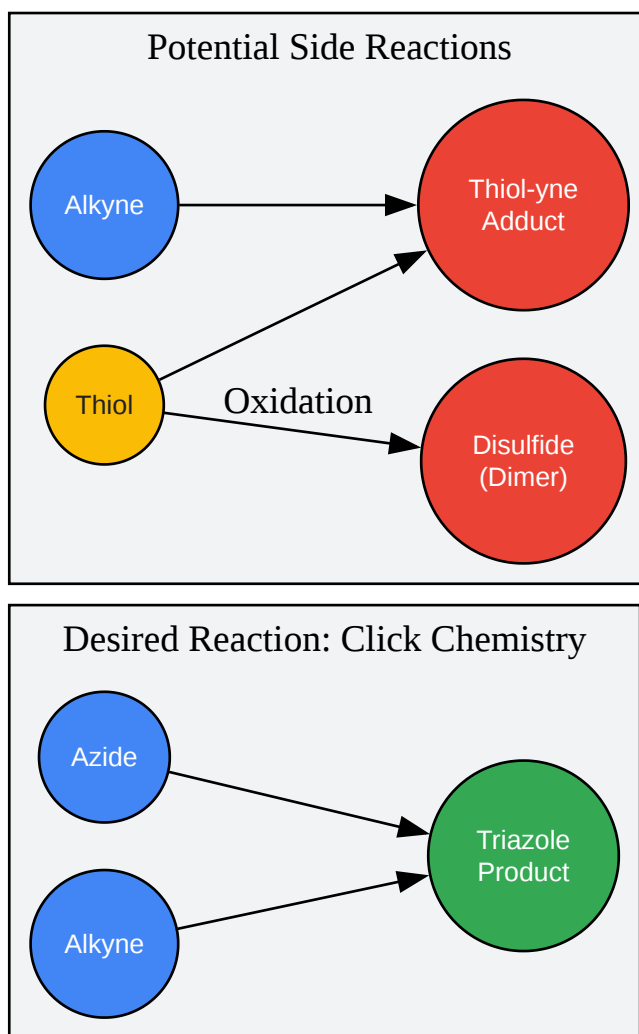 Potential Side Reactions
Alkyne
Thiol-yne
Adduct
Thiol
Oxidation
Disulfide
(Dimer)
Desired Reaction: Click Chemistry
Azide
Triazole
Product
Alkyne